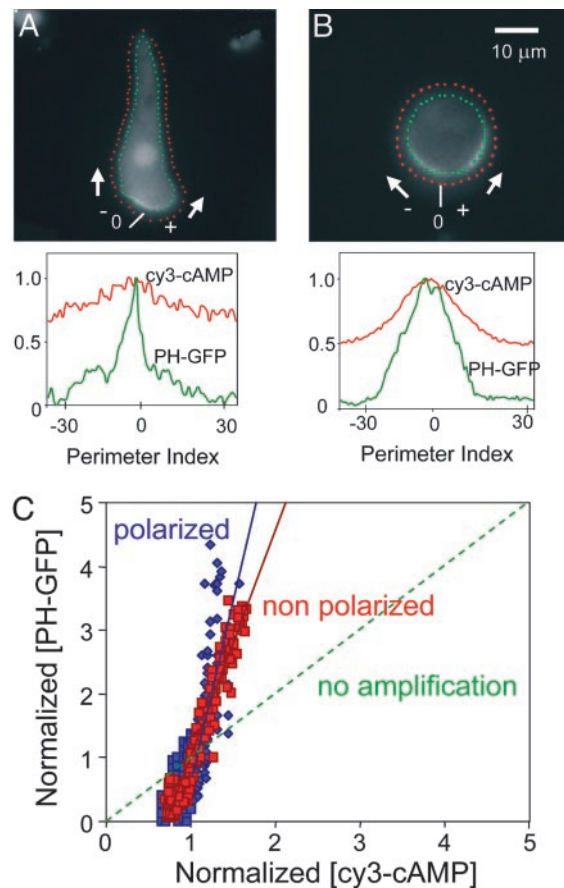 A
B
10 μm
- 0 +
- 0 +
1.0
0.5
0
cy3-cAMP
PH-GFP
-30 0 30
Perimeter Index
1.0
0.5
0
cy3-cAMP
PH-GFP
-30 0 30
Perimeter Index
C
Normalized [PH-GFP]
5
4
3
2
1
0
polarized
non polarized
no amplification
0 1 2 3 4 5
Normalized [cy3-cAMP]